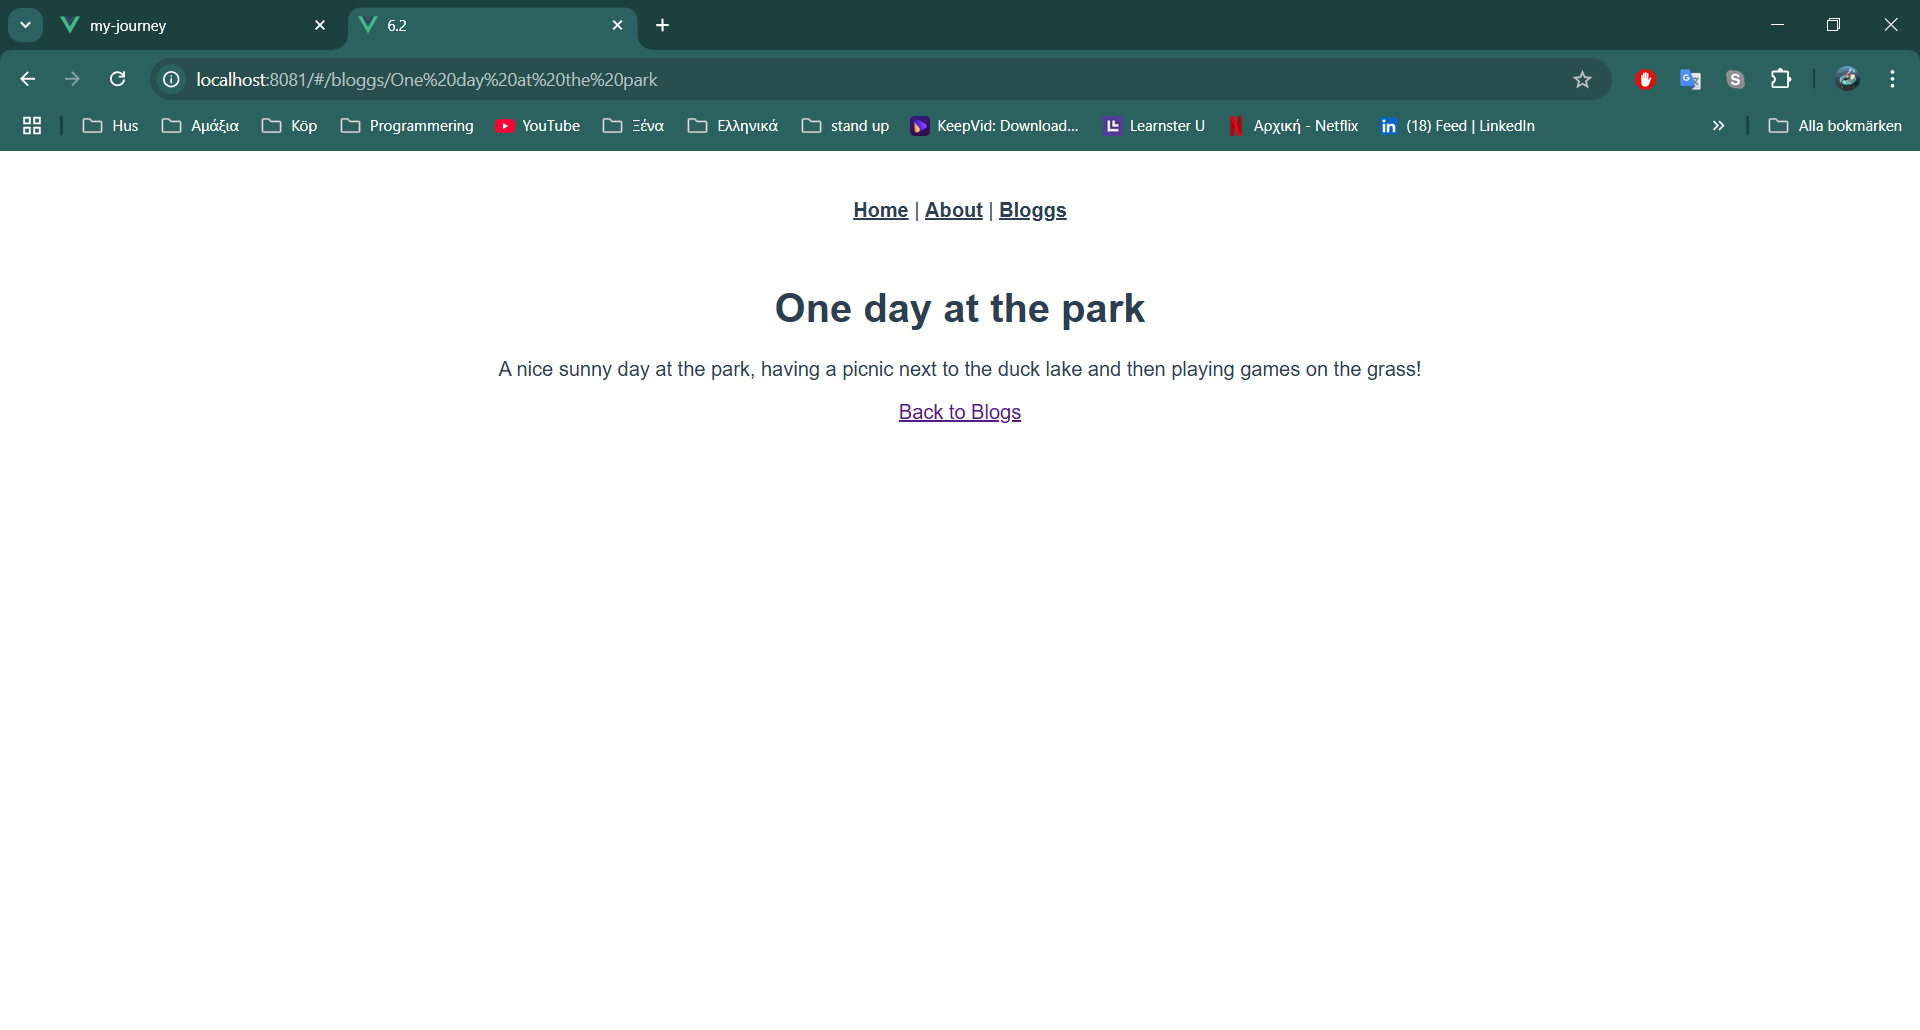 my-journey
6.2
localhost:8081/#/bloggs/One%20day%20at%20the%20park
Hus
Αμάξια
Köp
Programmering
YouTube
Ξένα
Ελληνικά
stand up
KeepVid: Download...
Learnster U
Αρχική - Netflix
(18) Feed | LinkedIn
Alla bokmärken
Home | About | Bloggs
One day at the park
A nice sunny day at the park, having a picnic next to the duck lake and then playing games on the grass!
Back to Blogs